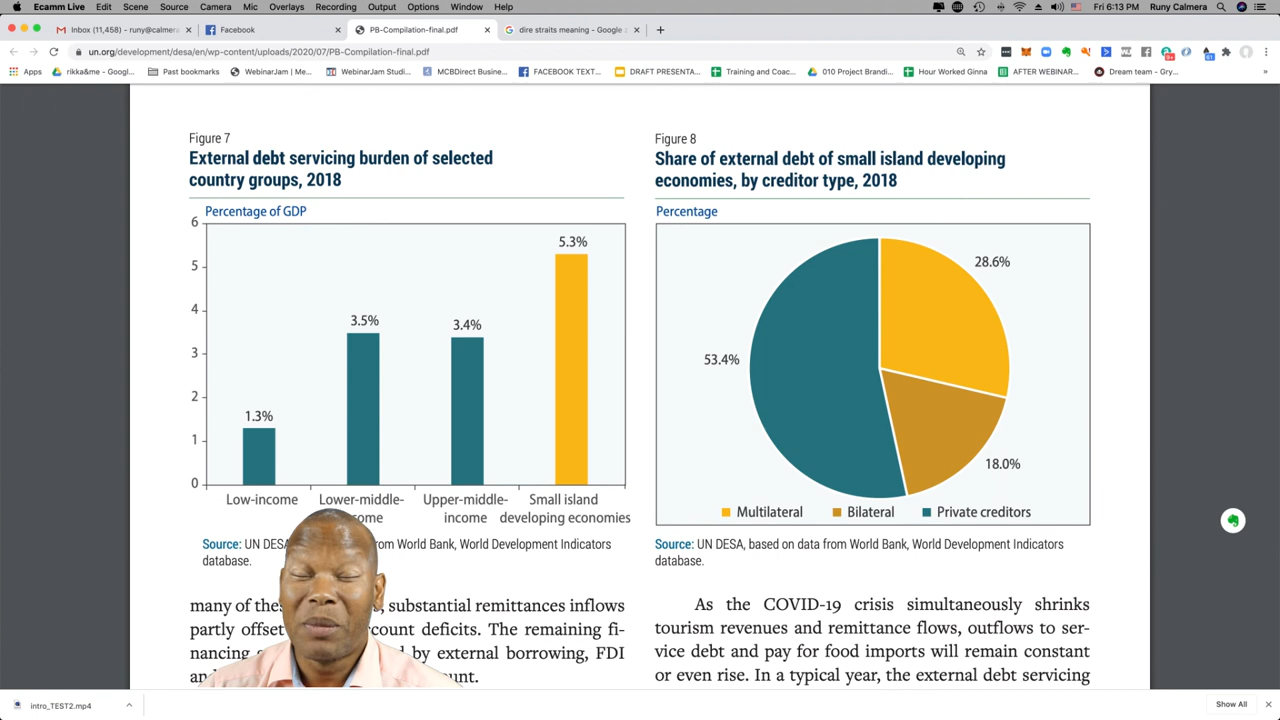 Ecamm Live Edit Scene Camera Mic Overlays Recording Output Options Window Help Fri 6:13 PM Runy Calmera
Inbox (11,458) - runy@calmera Facebook PB-Compilation-final.pdf dire straits meaning - Google
un.org/development/desa/en/wp-content/uploads/2020/07/PB-Compilation-final.pdf
Apps rikka&me - Googl... Past bookmarks WebinarJam | Me... WebinarJam Studi... MCBDirect Busine... FACEBOOK TEXT... DRAFT PRESENTA... Training and Coac... 010 Project Brandi... Hour Worked Ginna AFTER WEBINAR... Dream team - Gry... »
Figure 7
External debt servicing burden of selected
country groups, 2018
Percentage of GDP
6
5
4
3
2
1
0
1.3%
3.5%
3.4%
5.3%
Low-income Lower-middle- Upper-middle- Small island
income developing economies
Source: UN DESA from World Bank, World Development Indicators
database.
many of substantial remittances inflows
partly offset deficits. The remaining fi-
nancing by external borrowing, FDI
Figure 8
Share of external debt of small island developing
economies, by creditor type, 2018
Percentage
28.6%
53.4%
18.0%
Multilateral Bilateral Private creditors
Source: UN DESA, based on data from World Bank, World Development Indicators
database.
As the COVID-19 crisis simultaneously shrinks
tourism revenues and remittance flows, outflows to ser-
vice debt and pay for food imports will remain constant
or even rise. In a typical year, the external debt servicing
intro_TEST2.mp4 Show All